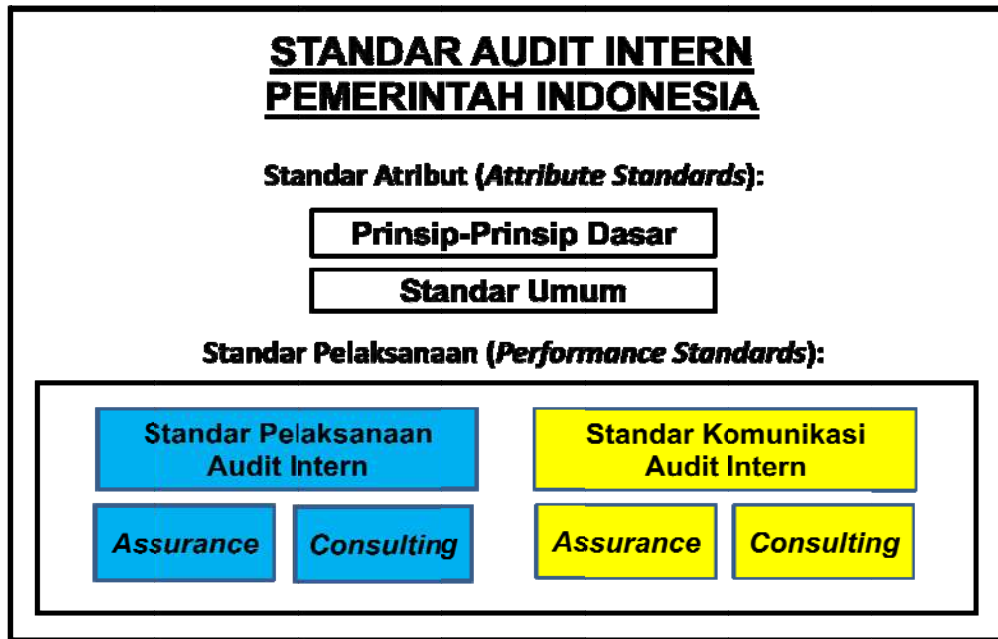 STANDAR AUDIT INTERN
PEMERINTAH INDONESIA
Standar Atribut (Attribute Standards):
Prinsip-Prinsip Dasar
Standar Umum
Standar Pelaksanaan (Performance Standards):
Standar Pelaksanaan
Audit Intern
Assurance
Consulting
Standar Komunikasi
Audit Intern
Assurance
Consulting